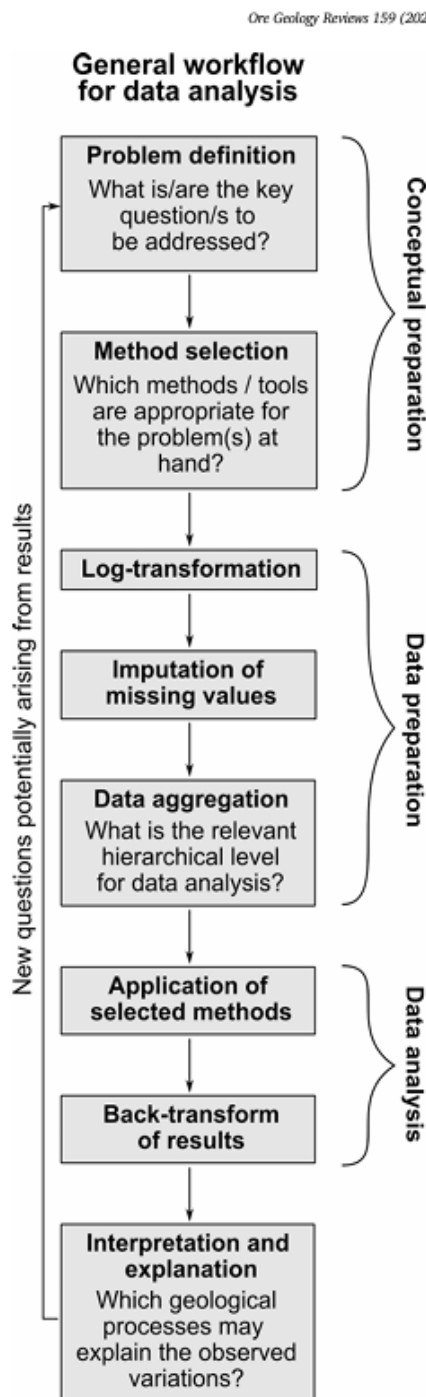 Ore Geology Reviews 159 (202
General workflow
for data analysis
Problem definition
What is/are the key
question/s to
be addressed?
Method selection
Which methods / tools
are appropriate for
the problem(s) at
hand?
Conceptual preparation
Log-transformation
Imputation of
missing values
Data aggregation
What is the relevant
hierarchical level
for data analysis?
Data preparation
Application of
selected methods
Back-transform
of results
Data analysis
Interpretation and
explanation
Which geological
processes may
explain the observed
variations?
New questions potentially arising from results